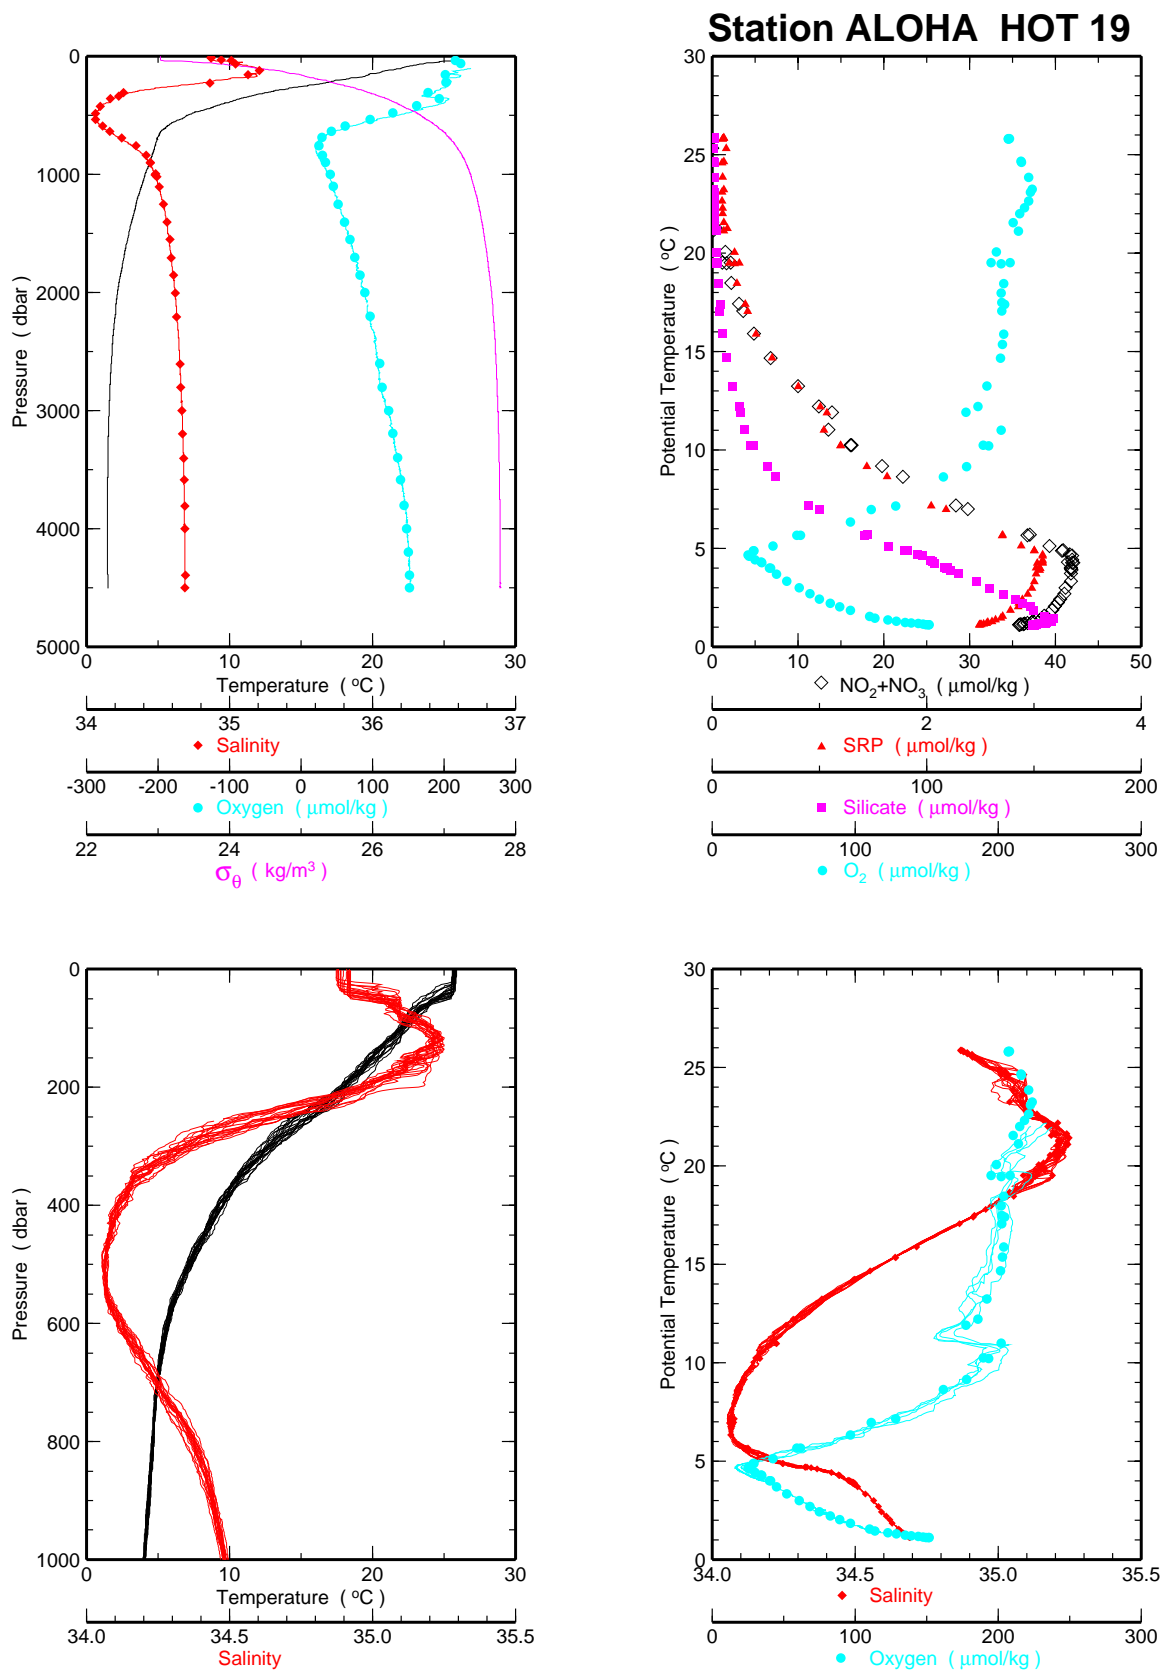 Station ALOHA HOT 19
0
1000
2000
3000
4000
5000
Pressure ( dbar )
0 10 20 30
Temperature ( °C )
34 35 36 37
Salinity
-300 -200 -100 0 100 200 300
Oxygen ( μmol/kg )
22 23 24 25 26 27 28
σθ ( kg/m³ )
30
25
20
15
10
5
0
Potential Temperature ( °C )
0 10 20 30 40 50
NO₂+NO₃ ( μmol/kg )
0 2 4
SRP ( μmol/kg )
0 100 200
Silicate ( μmol/kg )
0 100 200 300
O₂ ( μmol/kg )
0
200
400
600
800
1000
Pressure ( dbar )
0 10 20 30
Temperature ( °C )
34.0 34.5 35.0 35.5
Salinity
30
25
20
15
10
5
0
Potential Temperature ( °C )
34.0 34.5 35.0 35.5
Salinity
0 100 200 300
Oxygen ( μmol/kg )